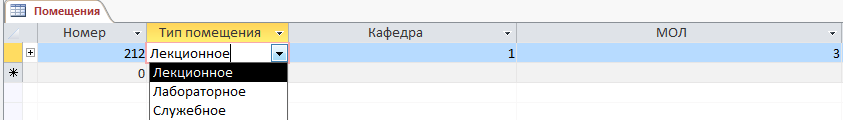 Помещения
Номер Тип помещения Кафедра МОЛ
212 Лекционное 1 3
0 Лекционное
Лабораторное
Служебное